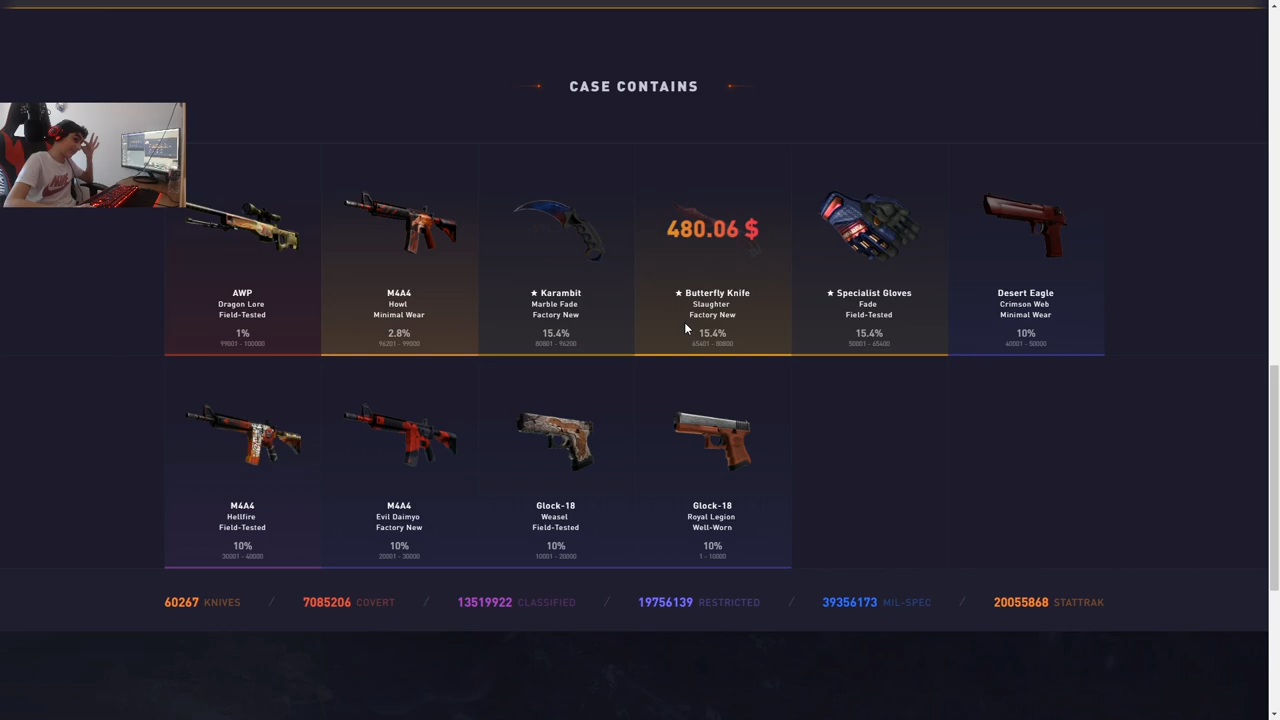 CASE CONTAINS
AWP
Dragon Lore
Field-Tested
1%
99001 - 100000
M4A4
Howl
Minimal Wear
2.8%
96201 - 99000
★ Karambit
Marble Fade
Factory New
15.4%
80801 - 96200
480.06 $
★ Butterfly Knife
Slaughter
Factory New
15.4%
65401 - 80800
★ Specialist Gloves
Fade
Field-Tested
15.4%
50001 - 65400
Desert Eagle
Crimson Web
Minimal Wear
10%
40001 - 50000
M4A4
Hellfire
Field-Tested
10%
30001 - 40000
M4A4
Evil Daimyo
Factory New
10%
20001 - 30000
Glock-18
Weasel
Field-Tested
10%
10001 - 20000
Glock-18
Royal Legion
Well-Worn
10%
1 - 10000
60267 KNIVES / 7085206 COVERT / 13519922 CLASSIFIED / 19756139 RESTRICTED / 39356173 MIL-SPEC / 20055868 STATTRAK